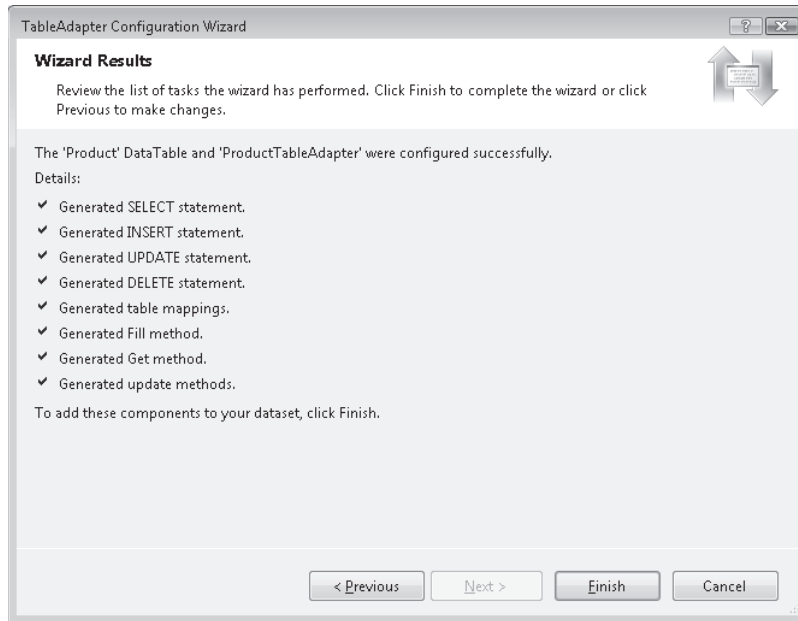 TableAdapter Configuration Wizard
Wizard Results
Review the list of tasks the wizard has performed. Click Finish to complete the wizard or click
Previous to make changes.
The 'Product' DataTable and 'ProductTableAdapter' were configured successfully.
Details:
Generated SELECT statement.
Generated INSERT statement.
Generated UPDATE statement.
Generated DELETE statement.
Generated table mappings.
Generated Fill method.
Generated Get method.
Generated update methods.
To add these components to your dataset, click Finish.
< Previous Next > Finish Cancel